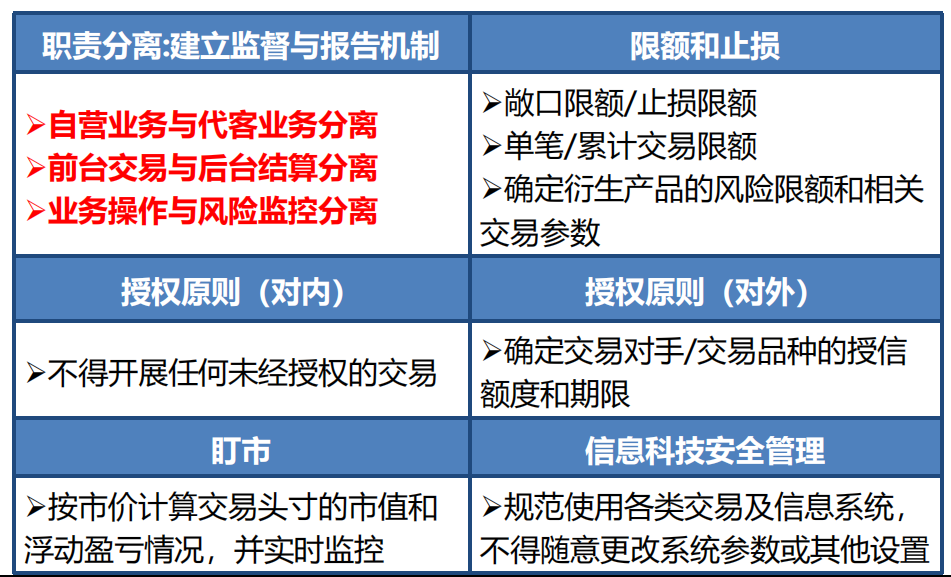 职责分离:建立监督与报告机制
➢自营业务与代客业务分离
➢前台交易与后台结算分离
➢业务操作与风险监控分离
限额和止损
➢敞口限额/止损限额
➢单笔/累计交易限额
➢确定衍生产品的风险限额和相关
交易参数
授权原则（对内）
➢不得开展任何未经授权的交易
授权原则（对外）
➢确定交易对手/交易品种的授信
额度和期限
盯市
➢按市价计算交易头寸的市值和
浮动盈亏情况，并实时监控
信息科技安全管理
➢规范使用各类交易及信息系统，
不得随意更改系统参数或其他设置